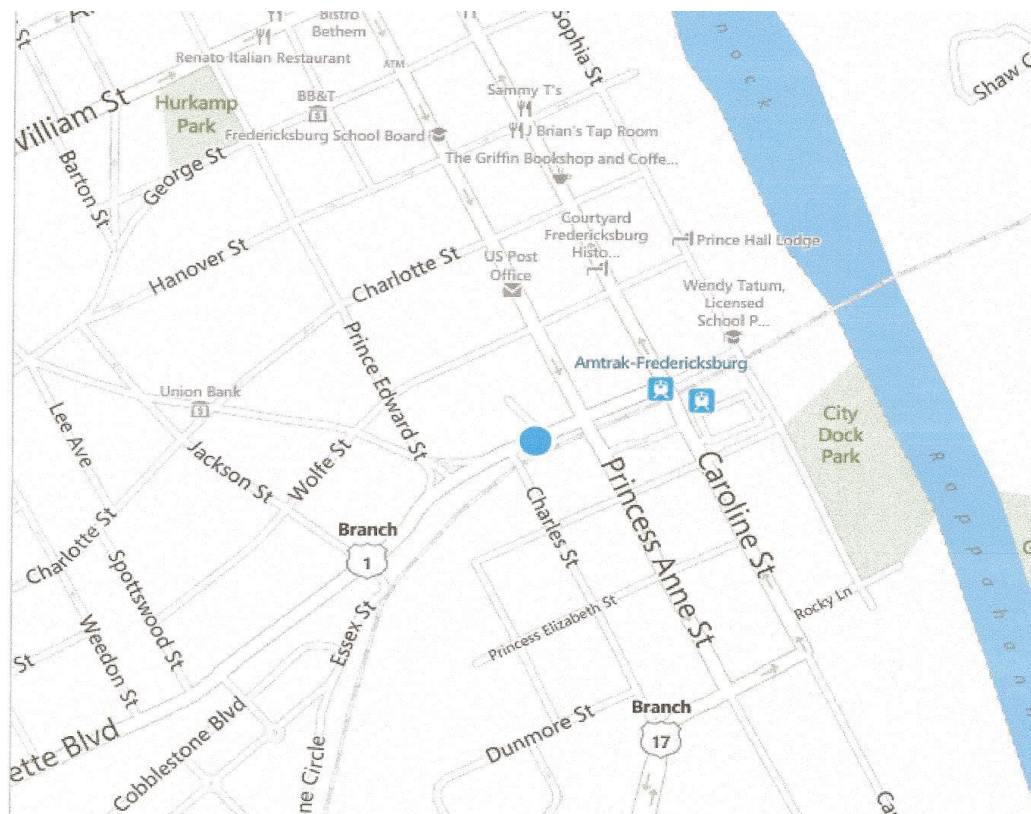 Bistro
Bethem
Renato Italian Restaurant
ATM
Sophia St
Shaw
Hurkamp
Park
BB&T
Fredericksburg School Board
Sammy T's
J Brian's Tap Room
The Griffin Bookshop and Coffe...
William St
Barton St
George St
Hanover St
Charlotte St
US Post
Office
Courtyard
Fredericksburg
Histo...
Prince Hall Lodge
Wendy Tatum,
Licensed
School P...
Amtrak-Fredericksburg
Prince Edward St
Union Bank
$
$
Lee Ave
Jackson St
Wolfe St
City
Dock
Park
Branch
1
Charles St
Princess Anne St
Caroline St
Charlotte St
Spottswood St
Weedon St
St
St
Essex St
Princess Elizabeth St
Rocky Ln
Dunmore St
Branch
17
ette Blvd
Cobblestone Blvd
ne Circle
Ca
nock
Rappahann